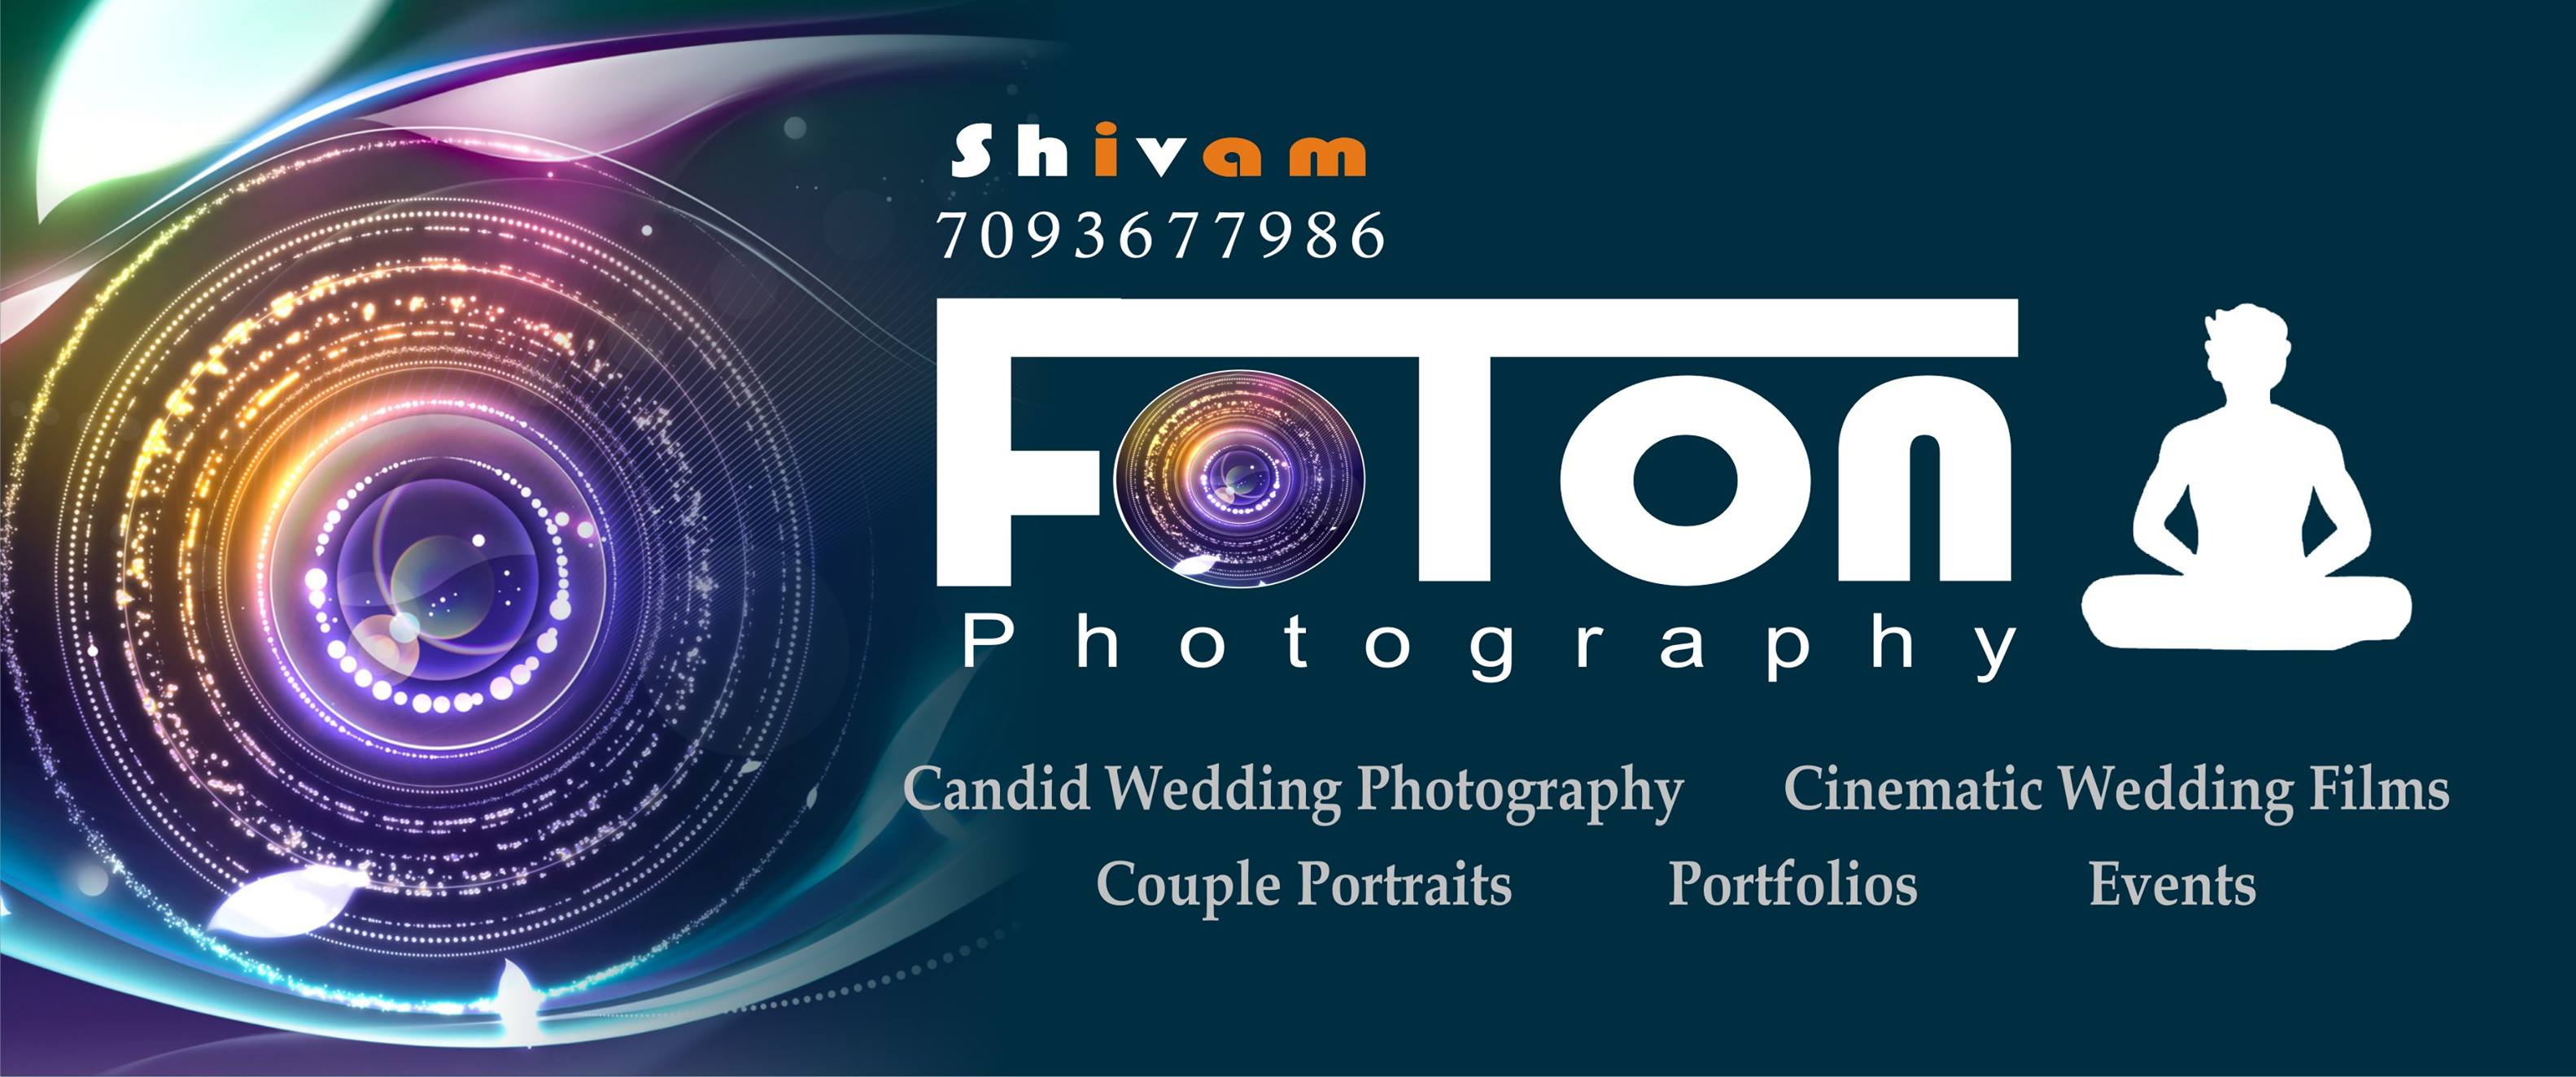 Shivam
7093677986
FoTon
Photography
Candid Wedding Photography Cinematic Wedding Films
Couple Portraits Portfolios Events